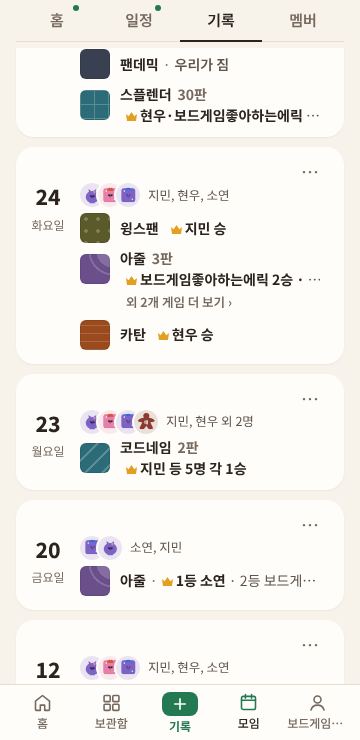 홈 일정 기록 멤버
팬데믹 · 우리가 짐
스플렌더 30판
현우·보드게임좋아하는에릭 ···
···
24 지민, 현우, 소연
화요일
윙스팬 지민 승
아줄 3판
보드게임좋아하는에릭 2승 · ···
외 2개 게임 더 보기 ›
카탄 현우 승
···
23 지민, 현우 외 2명
월요일
코드네임 2판
지민 등 5명 각 1승
···
20 소연, 지민
금요일
아줄 · 1등 소연 · 2등 보드게···
···
12 지민, 현우, 소연
홈 보관함 기록 모임 보드게임···